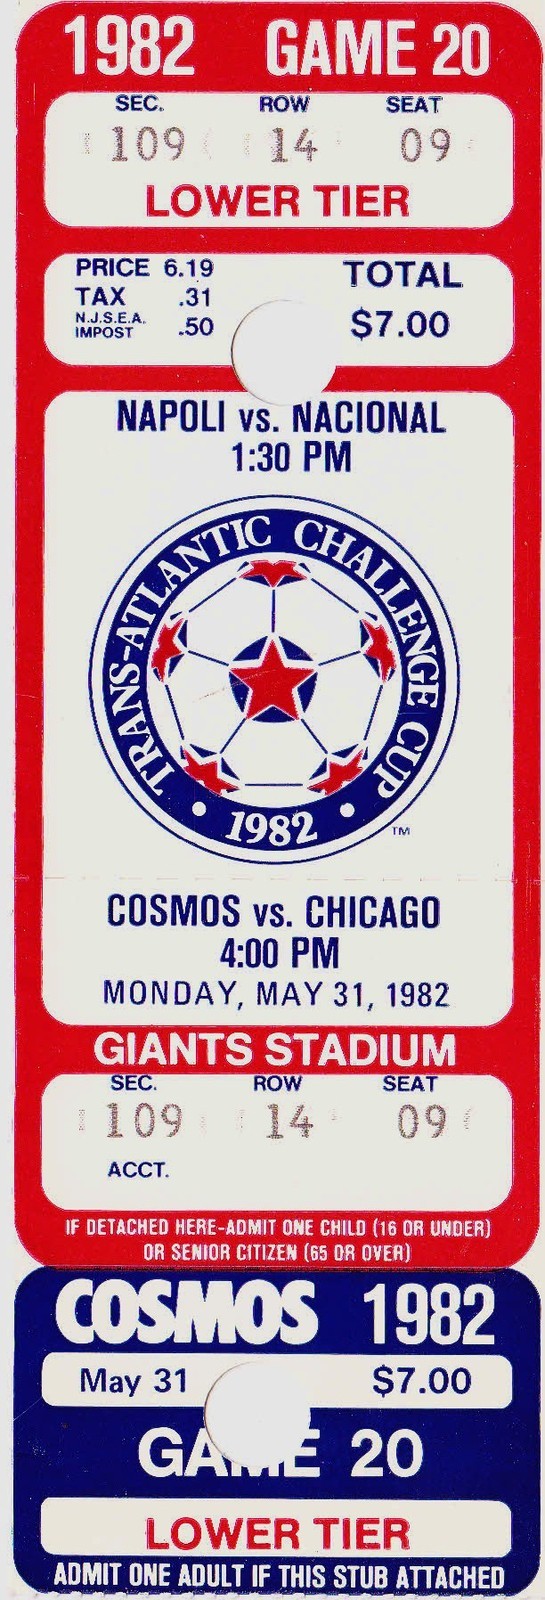 1982 GAME 20
SEC. ROW SEAT
109 14 09
LOWER TIER
PRICE 6.19
TAX .31
N.J.S.E.A. IMPOST .50
TOTAL
$7.00
NAPOLI vs. NACIONAL
1:30 PM
TRANS-ATLANTIC CHALLENGE CUP
• 1982 •
TM
COSMOS vs. CHICAGO
4:00 PM
MONDAY, MAY 31, 1982
GIANTS STADIUM
SEC. ROW SEAT
109 14 09
ACCT.
IF DETACHED HERE-ADMIT ONE CHILD (16 OR UNDER)
OR SENIOR CITIZEN (65 OR OVER)
COSMOS 1982
May 31 $7.00
GAME 20
LOWER TIER
ADMIT ONE ADULT IF THIS STUB ATTACHED